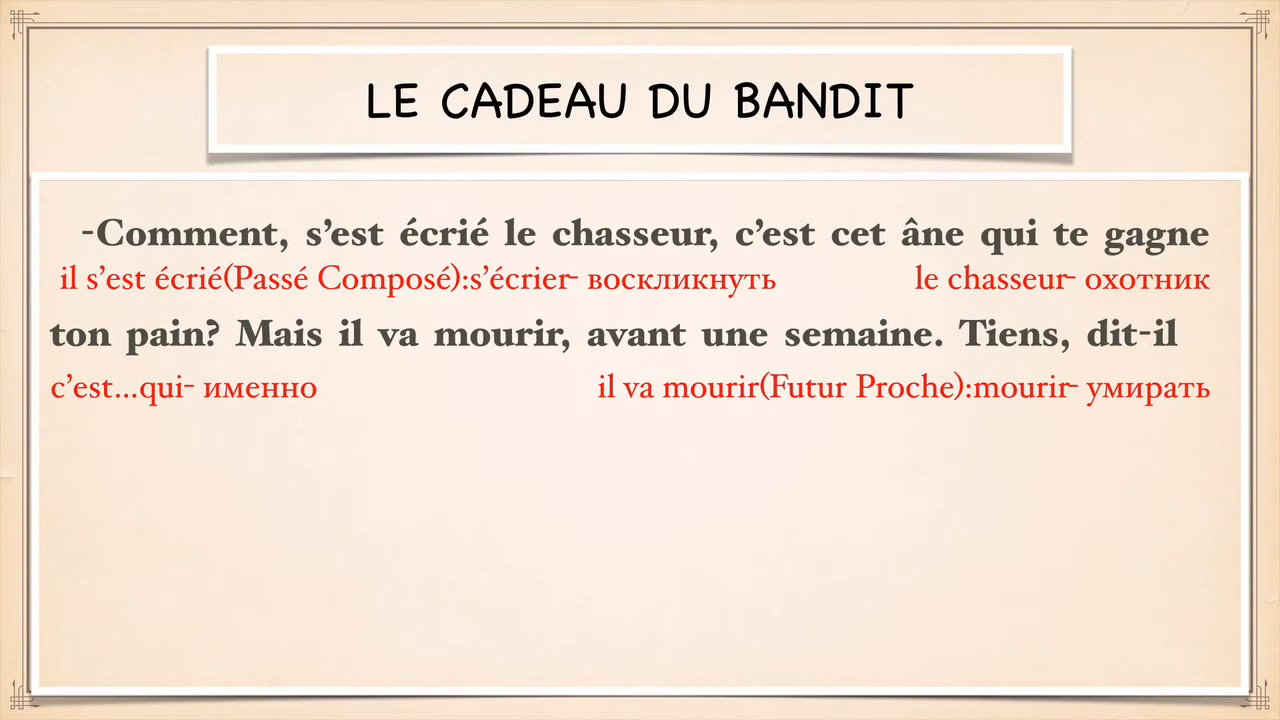 LE CADEAU DU BANDIT
-Comment, s’est écrié le chasseur, c’est cet âne qui te gagne
il s’est écrié(Passé Composé):s’écrier- воскликнуть le chasseur- охотник
ton pain? Mais il va mourir, avant une semaine. Tiens, dit-il
c’est...qui- именно il va mourir(Futur Proche):mourir- умирать